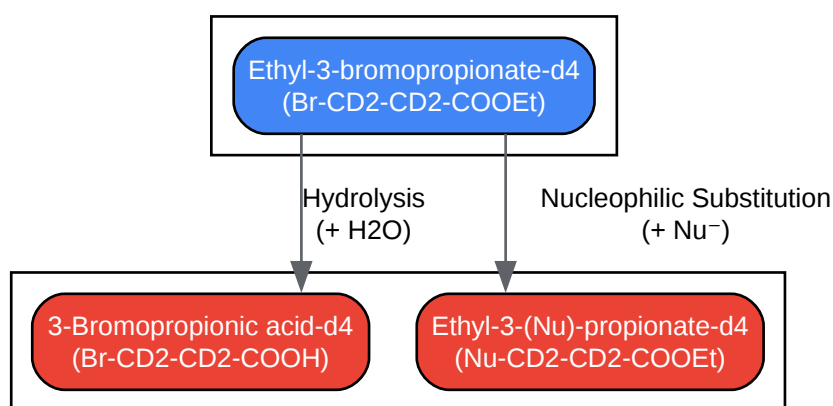 Ethyl-3-bromopropionate-d4
(Br-CD2-CD2-COOEt)
Hydrolysis
(+ H2O)
Nucleophilic Substitution
(+ Nu⁻)
3-Bromopropionic acid-d4
(Br-CD2-CD2-COOH)
Ethyl-3-(Nu)-propionate-d4
(Nu-CD2-CD2-COOEt)